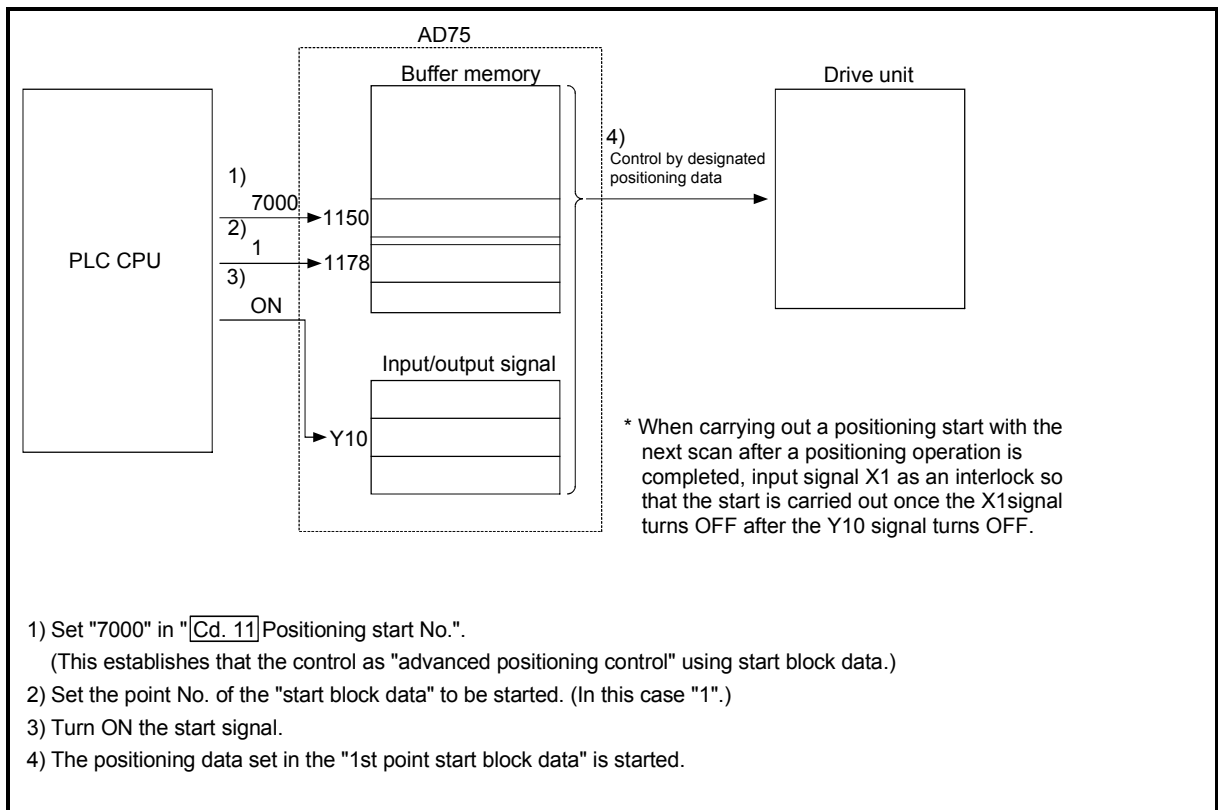 AD75
Buffer memory
Drive unit
4)
Control by designated
positioning data
1)
7000
1150
2)
1
PLC CPU
1178
3)
ON
Input/output signal
Y10
* When carrying out a positioning start with the
next scan after a positioning operation is
completed, input signal X1 as an interlock so
that the start is carried out once the X1signal
turns OFF after the Y10 signal turns OFF.
1) Set "7000" in "Cd. 11 Positioning start No.".
(This establishes that the control as "advanced positioning control" using start block data.)
2) Set the point No. of the "start block data" to be started. (In this case "1".)
3) Turn ON the start signal.
4) The positioning data set in the "1st point start block data" is started.